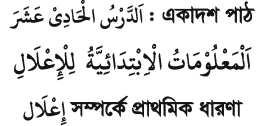 اَلدَّرْسُ الْحَادِىْ عَشَرَ : একাদশ পাঠ
اَلْمَعْلُوْمَاتُ الْاِبْتِدَائِيَّةُ لِلْاِعْلَالِ
إِعْلَال সম্পর্কে প্রাথমিক ধারণা